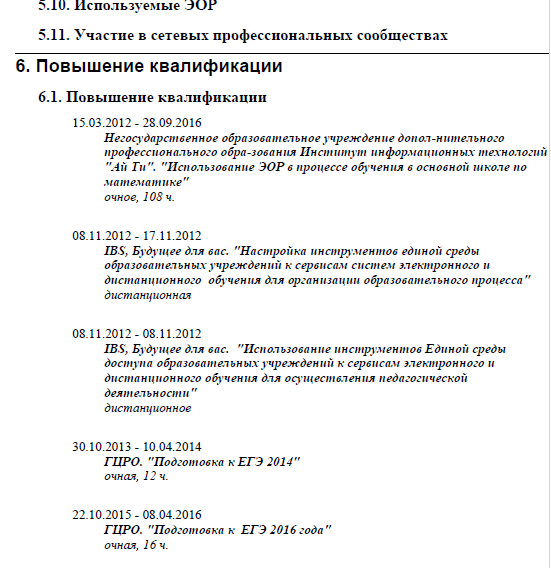 5.10. Используемые ЭОР
5.11. Участие в сетевых профессиональных сообществах
6. Повышение квалификации
6.1. Повышение квалификации
15.03.2012 - 28.09.2016
Негосударственное образовательное учреждение допол-нительного
профессионального обра-зования Институт информационных технологий
"Ай Ти". "Использование ЭОР в процессе обучения в основной школе по
математике"
очное, 108 ч.
08.11.2012 - 17.11.2012
IBS, Будущее для вас. "Настройка инструментов единой среды
образовательных учреждений к сервисам систем электронного и
дистанционного обучения для организации образовательного процесса"
дистанционная
08.11.2012 - 08.11.2012
IBS, Будущее для вас. "Использование инструментов Единой среды
доступа образовательных учреждений к сервисам электронного и
дистанционного обучения для осуществления педагогической
деятельности"
дистанционное
30.10.2013 - 10.04.2014
ГЦРО. "Подготовка к ЕГЭ 2014"
очная, 12 ч.
22.10.2015 - 08.04.2016
ГЦРО. "Подготовка к ЕГЭ 2016 года"
очная, 16 ч.